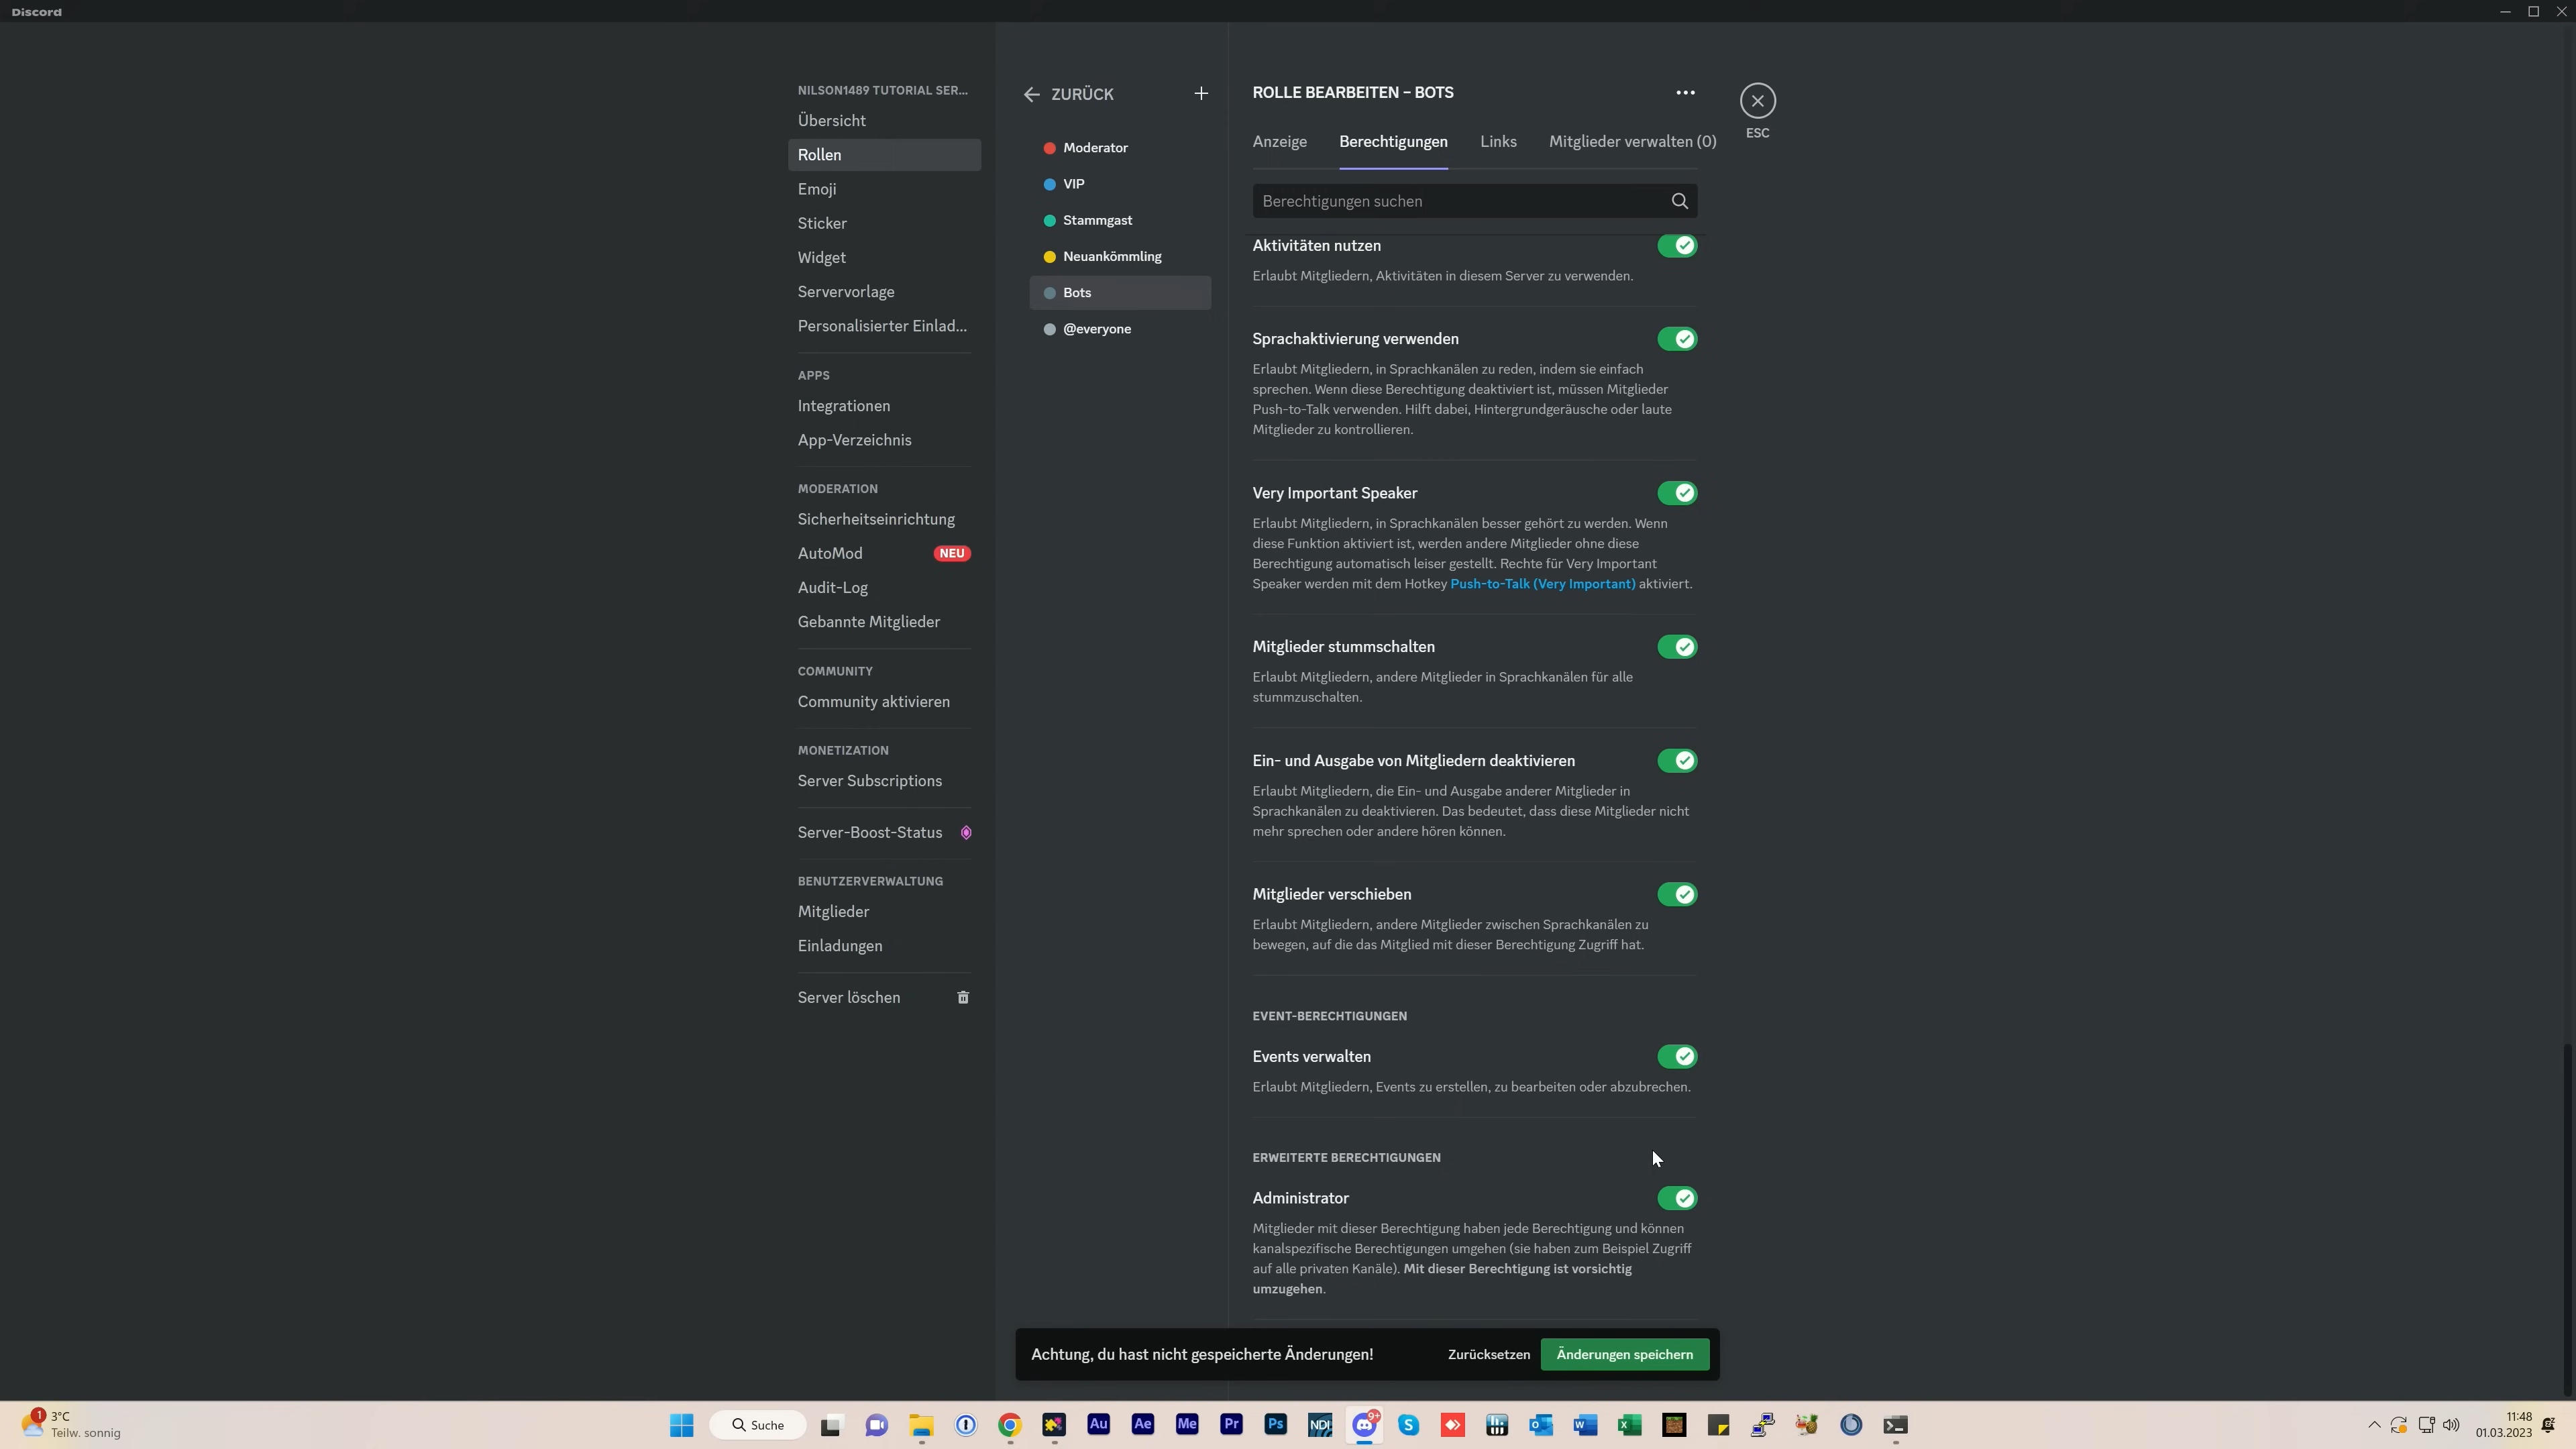 Discord
NILSON1489 TUTORIAL SER...
Übersicht
Rollen
Emoji
Sticker
Widget
Servervorlage
Personalisierter Einlad...
APPS
Integrationen
App-Verzeichnis
MODERATION
Sicherheitseinrichtung
AutoMod NEU
Audit-Log
Gebannte Mitglieder
COMMUNITY
Community aktivieren
MONETIZATION
Server Subscriptions
Server-Boost-Status
BENUTZERVERWALTUNG
Mitglieder
Einladungen
Server löschen
ZURÜCK
Moderator
VIP
Stammgast
Neuankömmling
Bots
@everyone
ROLLE BEARBEITEN – BOTS
ESC
Anzeige Berechtigungen Links Mitglieder verwalten (0)
Berechtigungen suchen
Aktivitäten nutzen
Erlaubt Mitgliedern, Aktivitäten in diesem Server zu verwenden.
Sprachaktivierung verwenden
Erlaubt Mitgliedern, in Sprachkanälen zu reden, indem sie einfach
sprechen. Wenn diese Berechtigung deaktiviert ist, müssen Mitglieder
Push-to-Talk verwenden. Hilft dabei, Hintergrundgeräusche oder laute
Mitglieder zu kontrollieren.
Very Important Speaker
Erlaubt Mitgliedern, in Sprachkanälen besser gehört zu werden. Wenn
diese Funktion aktiviert ist, werden andere Mitglieder ohne diese
Berechtigung automatisch leiser gestellt. Rechte für Very Important
Speaker werden mit dem Hotkey Push-to-Talk (Very Important) aktiviert.
Mitglieder stummschalten
Erlaubt Mitgliedern, andere Mitglieder in Sprachkanälen für alle
stummzuschalten.
Ein- und Ausgabe von Mitgliedern deaktivieren
Erlaubt Mitgliedern, die Ein- und Ausgabe anderer Mitglieder in
Sprachkanälen zu deaktivieren. Das bedeutet, dass diese Mitglieder nicht
mehr sprechen oder andere hören können.
Mitglieder verschieben
Erlaubt Mitgliedern, andere Mitglieder zwischen Sprachkanälen zu
bewegen, auf die das Mitglied mit dieser Berechtigung Zugriff hat.
EVENT-BERECHTIGUNGEN
Events verwalten
Erlaubt Mitgliedern, Events zu erstellen, zu bearbeiten oder abzubrechen.
ERWEITERTE BERECHTIGUNGEN
Administrator
Mitglieder mit dieser Berechtigung haben jede Berechtigung und können
kanalspezifische Berechtigungen umgehen (sie haben zum Beispiel Zugriff
auf alle privaten Kanäle). Mit dieser Berechtigung ist vorsichtig
umzugehen.
Achtung, du hast nicht gespeicherte Änderungen! Zurücksetzen Änderungen speichern
1
3°C
Teilw. sonnig
Suche
Au Ae Me Pr Ps NDI 9+ S O W X
11:48
01.03.2023